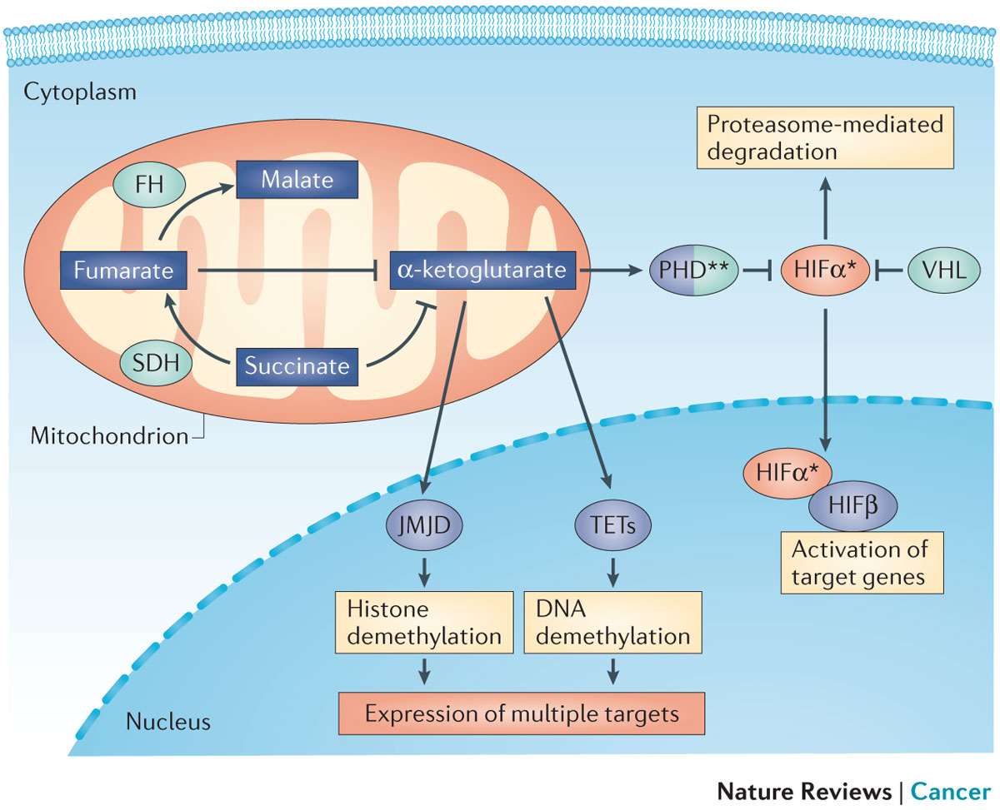 Cytoplasm
Proteasome-mediated
degradation
FH
Malate
Fumarate
α-ketoglutarate
PHD**
HIFα*
VHL
SDH
Succinate
Mitochondrion
HIFα*
HIFβ
JMJD
TETs
Activation of
target genes
Histone
demethylation
DNA
demethylation
Expression of multiple targets
Nucleus
Nature Reviews | Cancer